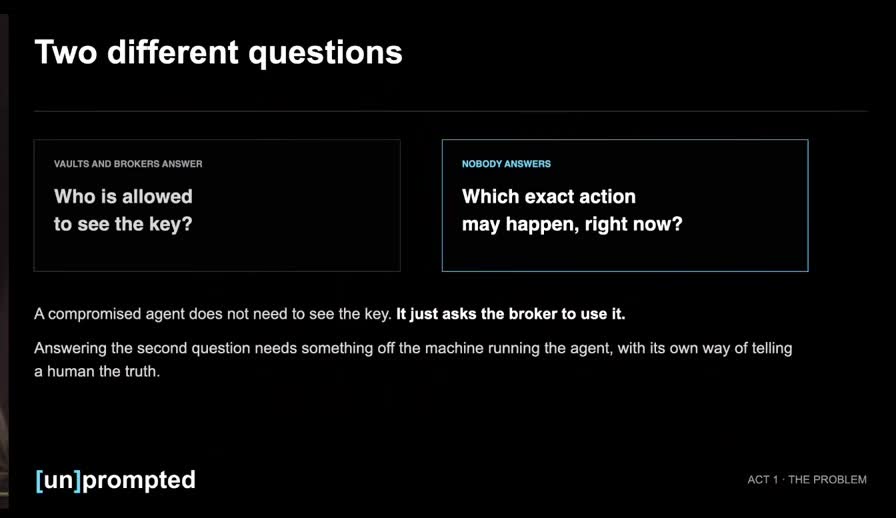 Two different questions
VAULTS AND BROKERS ANSWER
Who is allowed
to see the key?
NOBODY ANSWERS
Which exact action
may happen, right now?
A compromised agent does not need to see the key. It just asks the broker to use it.
Answering the second question needs something off the machine running the agent, with its own way of telling
a human the truth.
[un]prompted
ACT 1 · THE PROBLEM